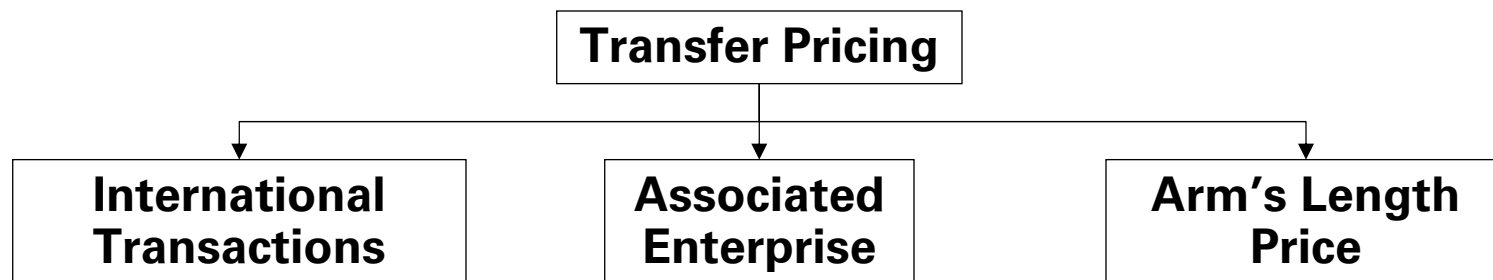 Transfer Pricing
International
Transactions
Associated
Enterprise
Arm’s Length
Price